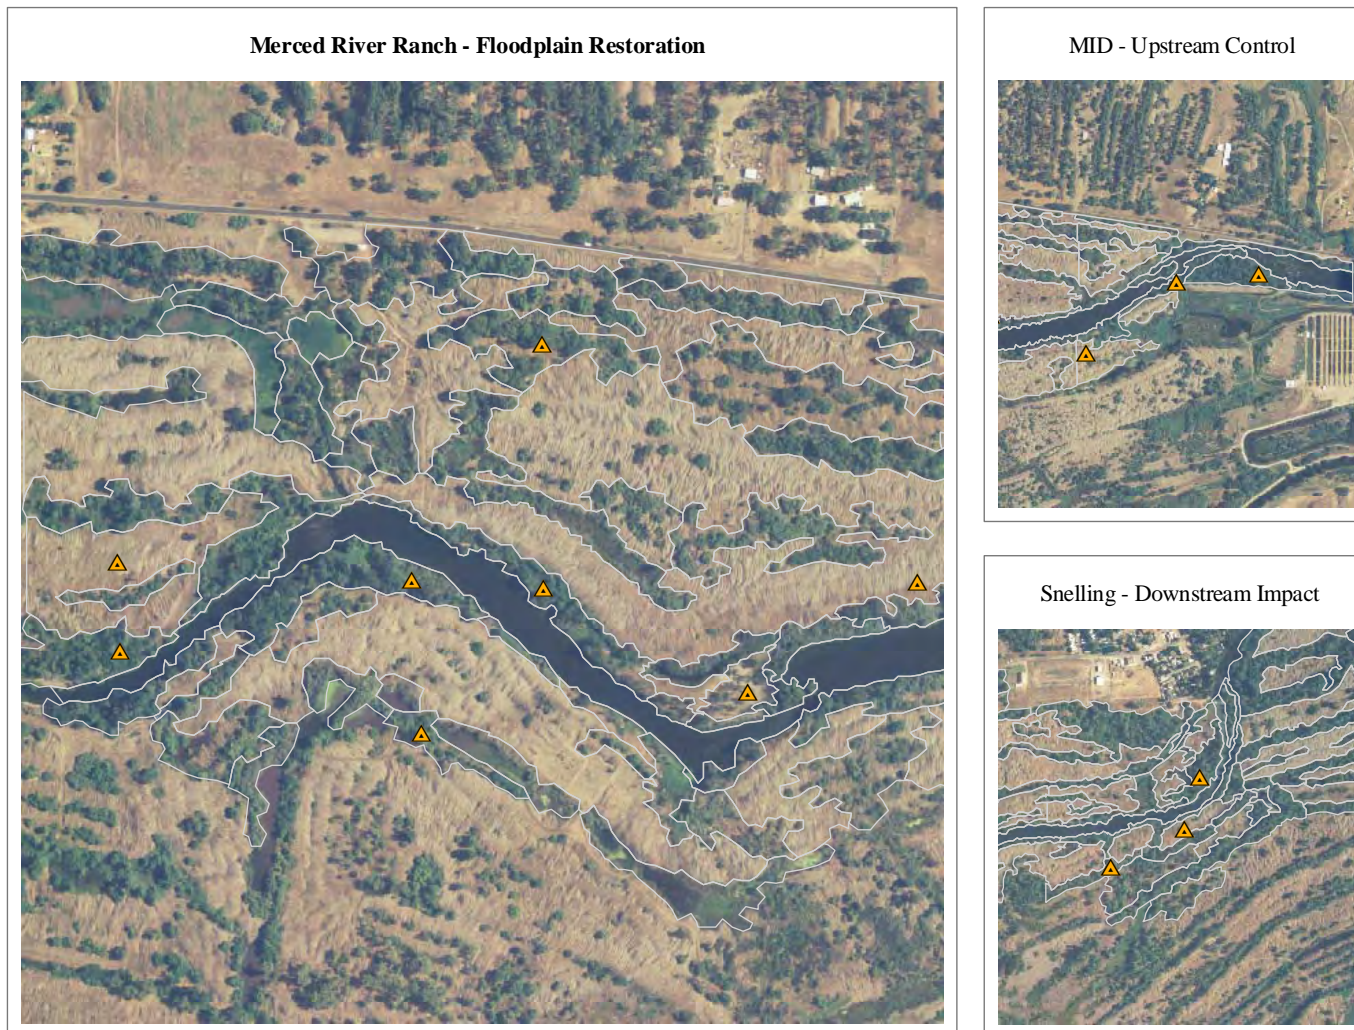 Merced River Ranch - Floodplain Restoration
MID - Upstream Control
Snelling - Downstream Impact